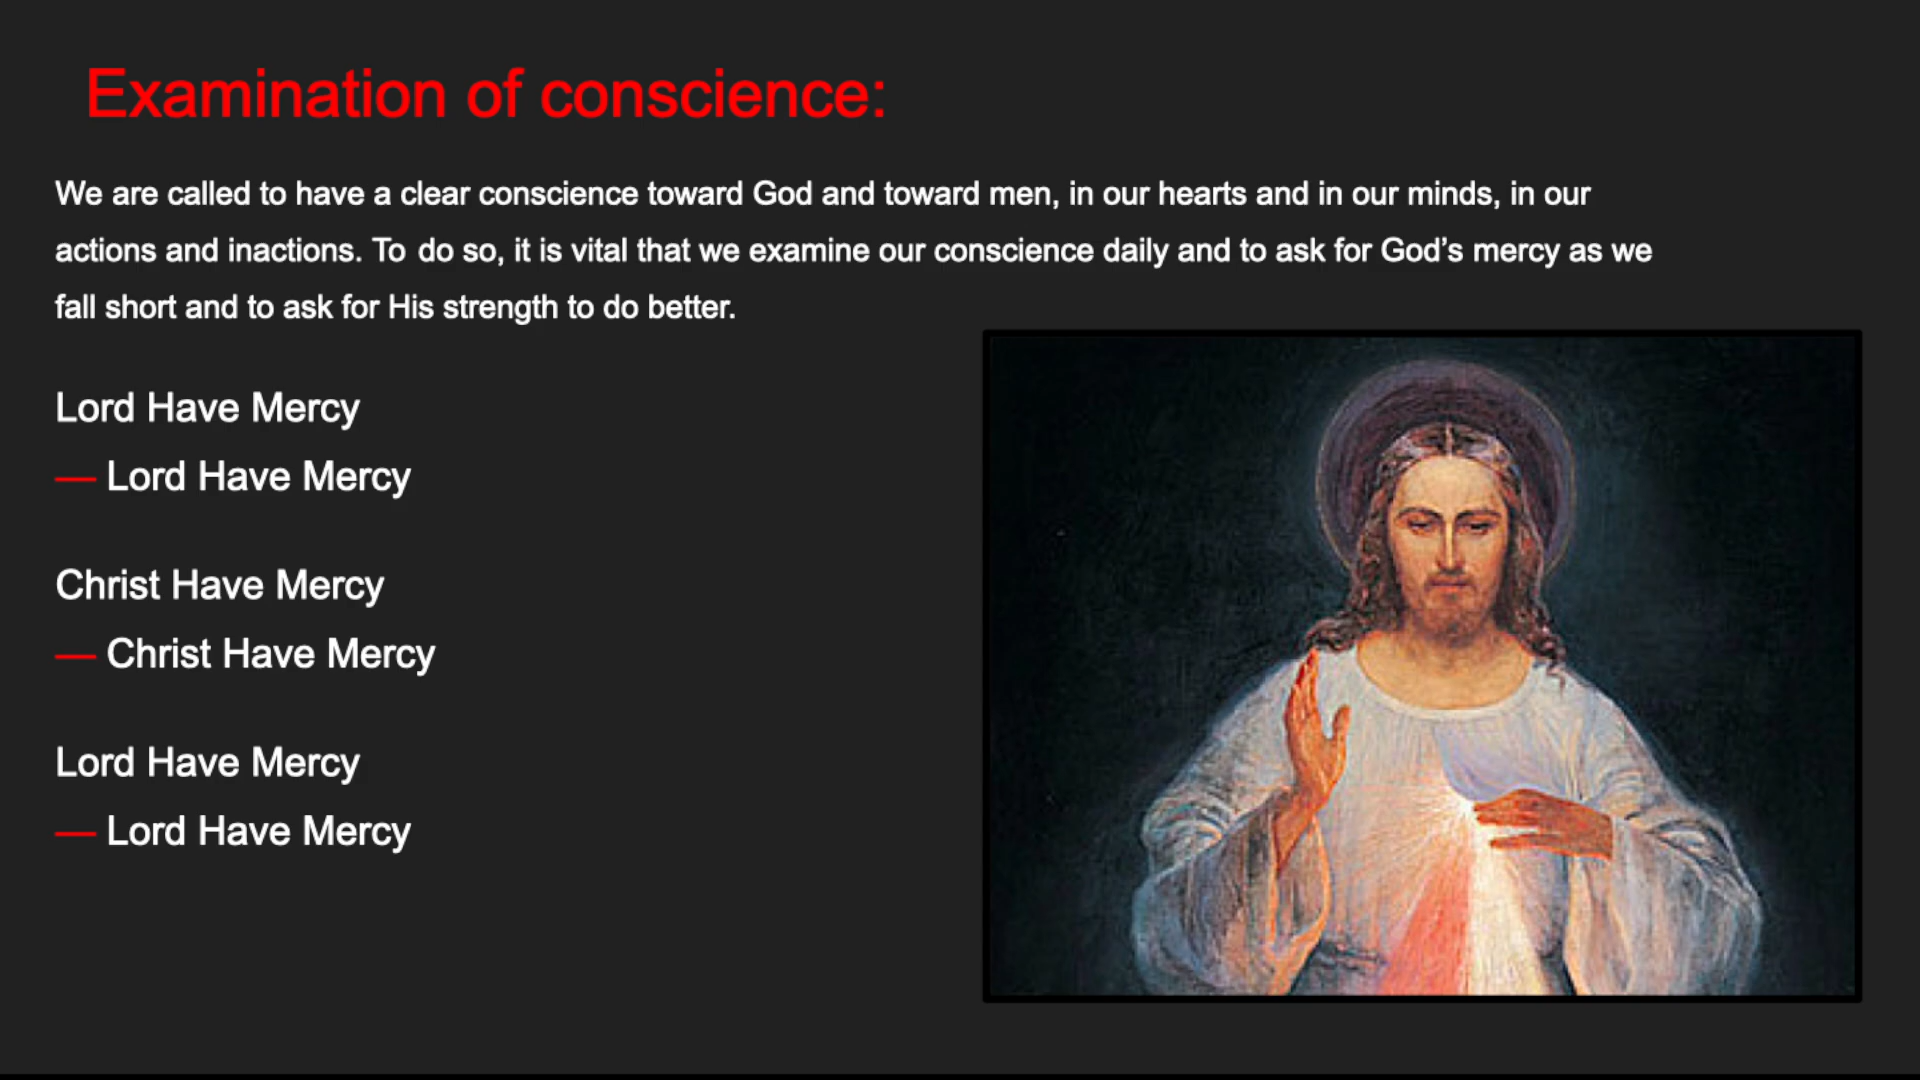 Examination of conscience:
We are called to have a clear conscience toward God and toward men, in our hearts and in our minds, in our
actions and inactions. To do so, it is vital that we examine our conscience daily and to ask for God’s mercy as we
fall short and to ask for His strength to do better.
Lord Have Mercy
— Lord Have Mercy
Christ Have Mercy
— Christ Have Mercy
Lord Have Mercy
— Lord Have Mercy